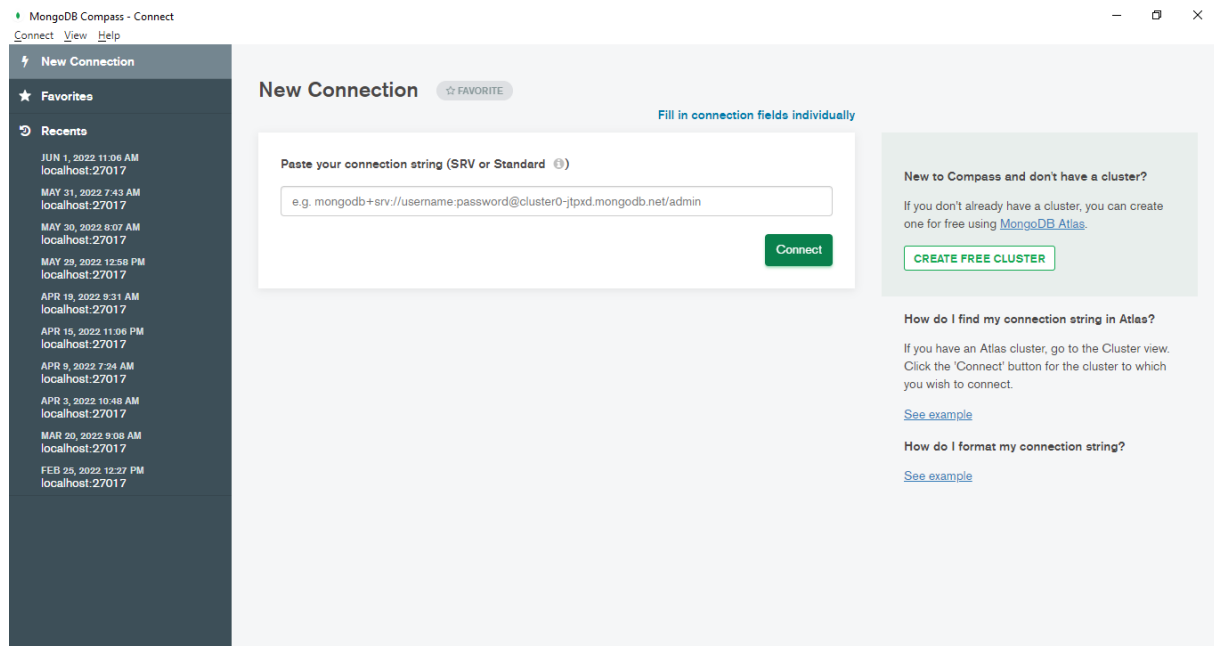 MongoDB Compass - Connect
Connect View Help
New Connection
Favorites
Recents
JUN 1, 2022 11:06 AM
localhost:27017
MAY 31, 2022 7:43 AM
localhost:27017
MAY 30, 2022 8:07 AM
localhost:27017
MAY 29, 2022 12:58 PM
localhost:27017
APR 19, 2022 9:31 AM
localhost:27017
APR 15, 2022 11:06 PM
localhost:27017
APR 9, 2022 7:24 AM
localhost:27017
APR 3, 2022 10:48 AM
localhost:27017
MAR 20, 2022 9:08 AM
localhost:27017
FEB 25, 2022 12:27 PM
localhost:27017
New Connection
FAVORITE
Fill in connection fields individually
Paste your connection string (SRV or Standard )
e.g. mongodb+srv://username:password@cluster0-jtpxd.mongodb.net/admin
Connect
New to Compass and don't have a cluster?
If you don't already have a cluster, you can create
one for free using MongoDB Atlas.
CREATE FREE CLUSTER
How do I find my connection string in Atlas?
If you have an Atlas cluster, go to the Cluster view.
Click the 'Connect' button for the cluster to which
you wish to connect.
See example
How do I format my connection string?
See example